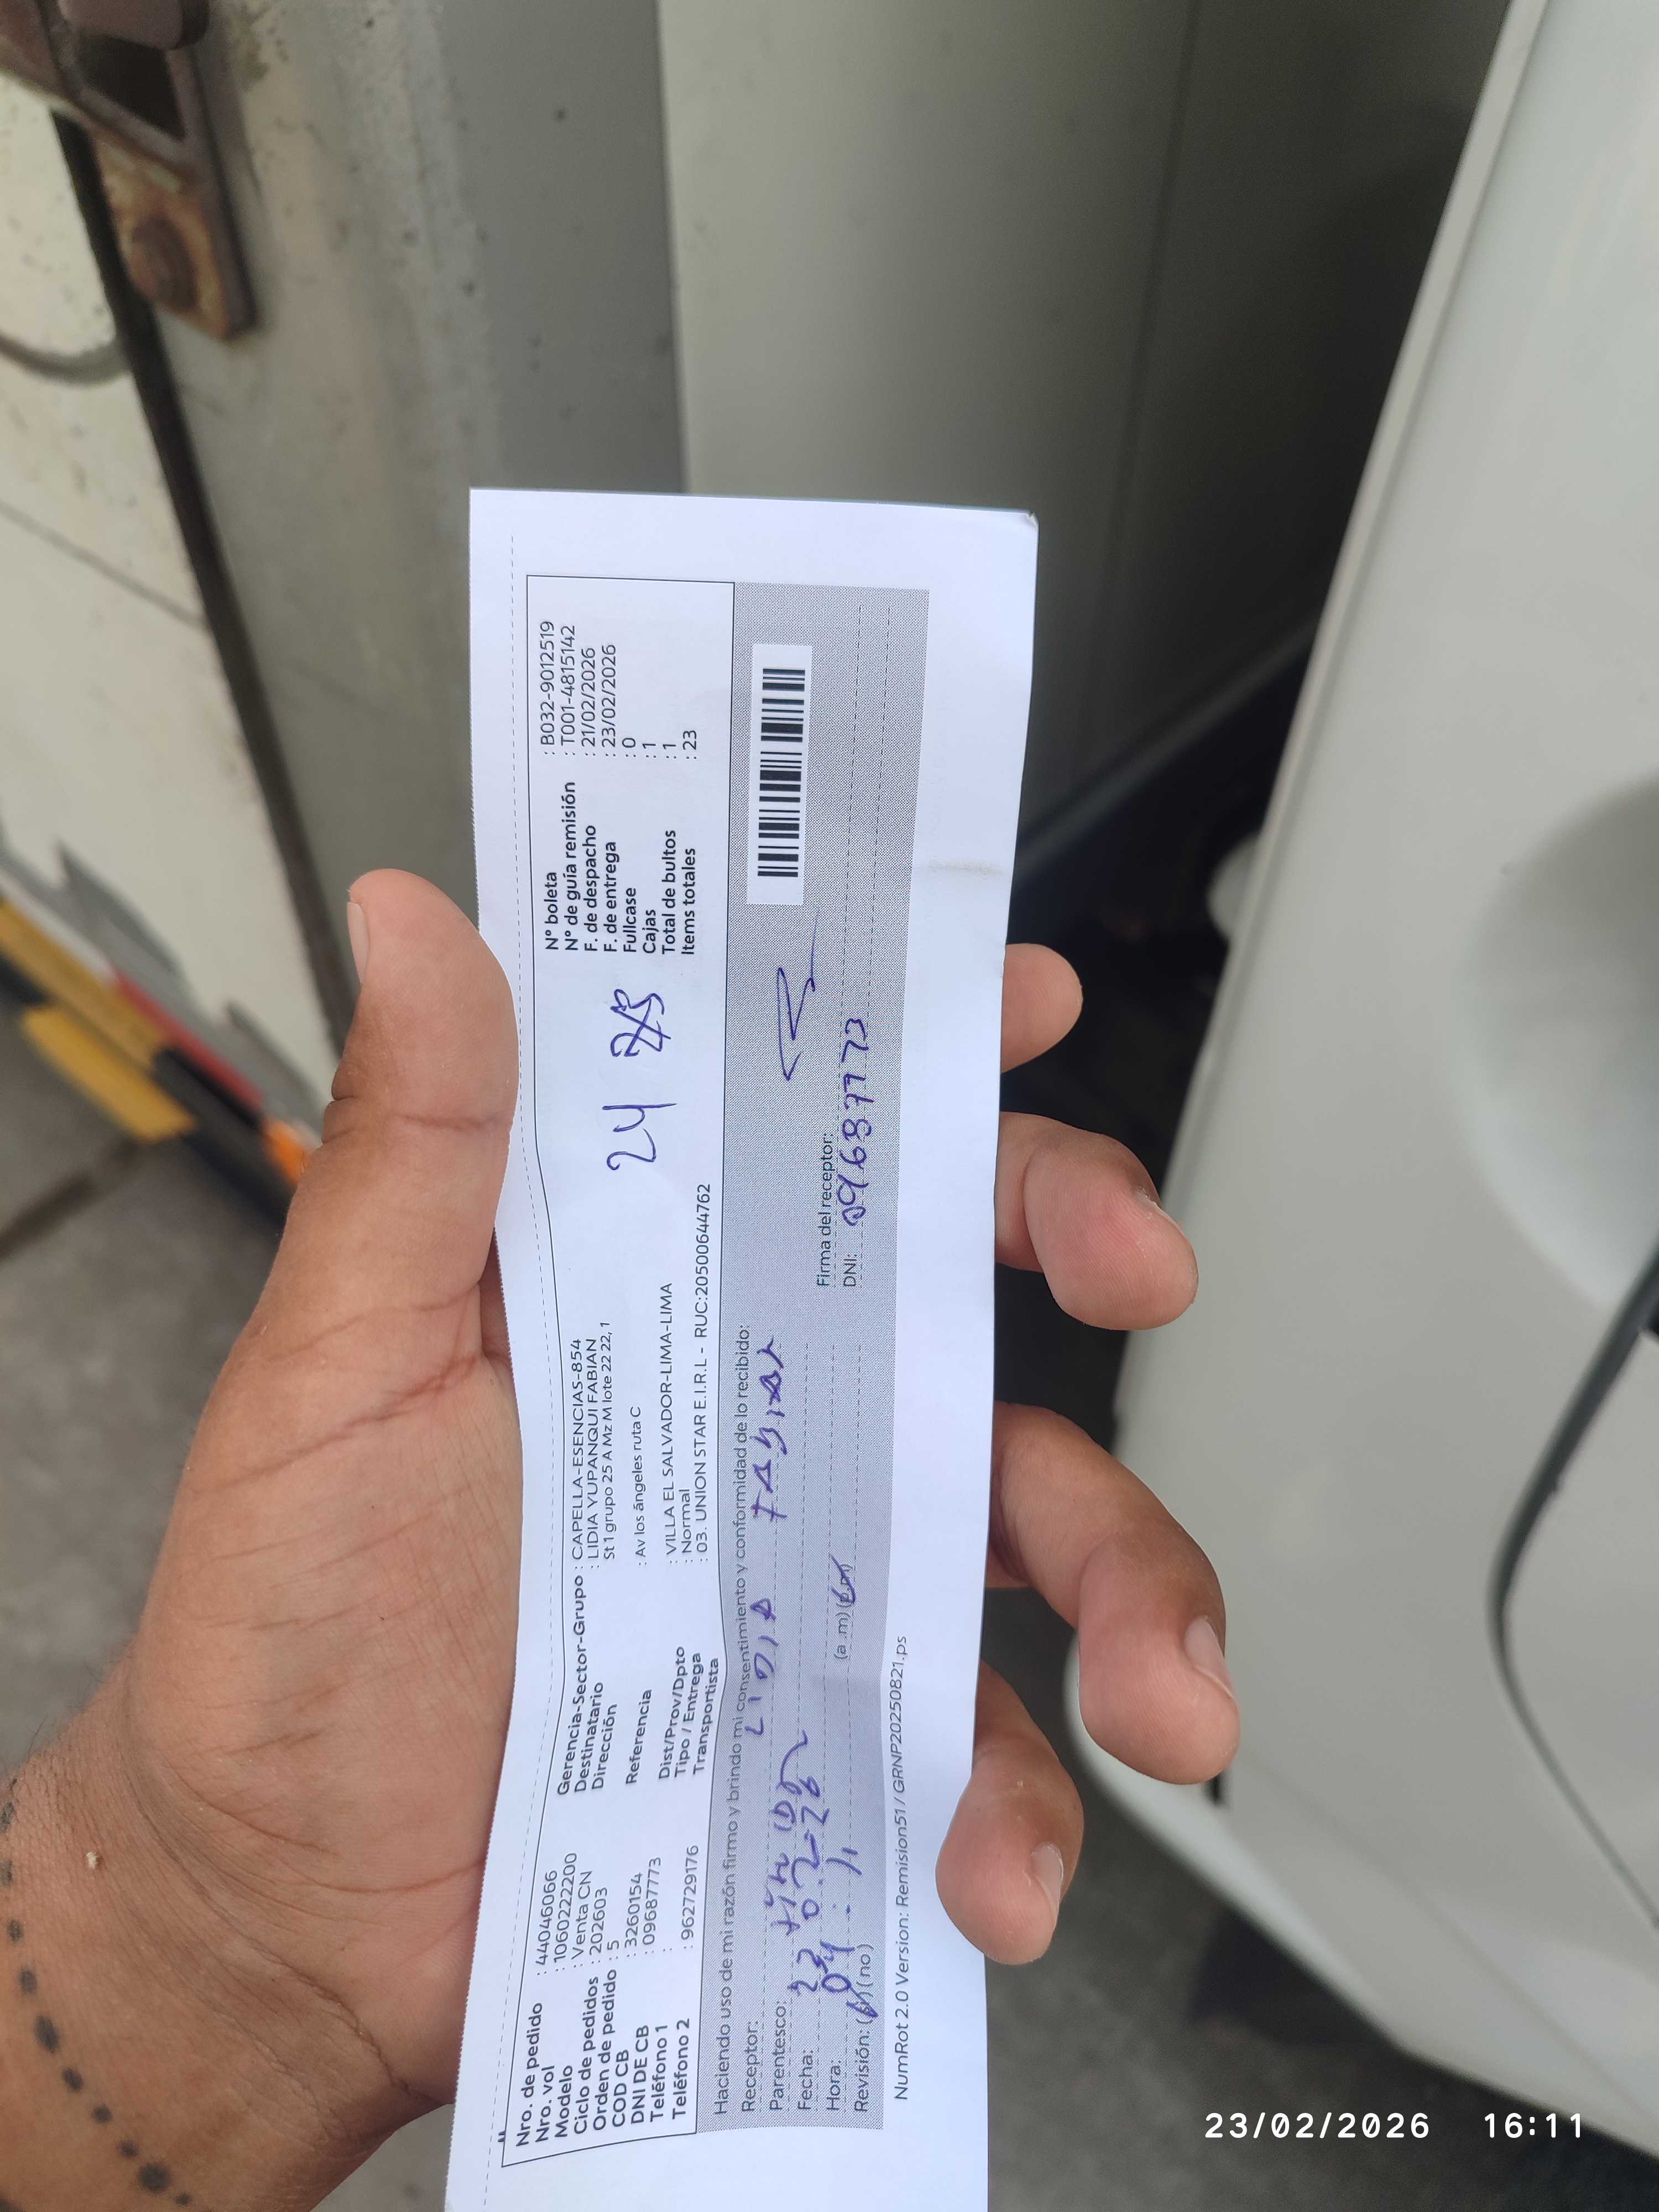 Nro. de pedido : 44046066
Nro. vol : 1060222200
Modelo : Venta CN
Ciclo de pedidos : 202603
Orden de pedido : 5
COD CB : 3260154
DNI DE CB : 09687773
Teléfono 1 :
Teléfono 2 : 962729176
Gerencia-Sector-Grupo : CAPELLA-ESENCIAS-854
Destinatario : LIDIA YUPANQUI FABIAN
Dirección St 1 grupo 25 A Mz M lote 22 22, 1
Referencia : Av los ángeles ruta C
Dist/Prov/Dpto : VILLA EL SALVADOR-LIMA-LIMA
Tipo / Entrega : Normal
Transportista : 03. UNION STAR E.I.R.L - RUC:20500644762
24
N° boleta : B032-9012519
N° de guía remisión : T001-4815142
F. de despacho : 21/02/2026
F. de entrega : 23/02/2026
Fullcase : 0
Cajas : 1
Total de bultos : 1
Items totales : 23
Haciendo uso de mi razón firmo y brindo mi consentimiento y conformidad de lo recibido:
Receptor: LIDIA FABIAN
Parentesco:
Fecha: 23 02-26
Hora: 04 : 11 (a .m) (p.m)
Revisión: (si) (no)
Firma del receptor:
DNI: 09687773
NumRot 2.0 Version: Remision51 / GRNP20250821.ps
23/02/2026 16:11